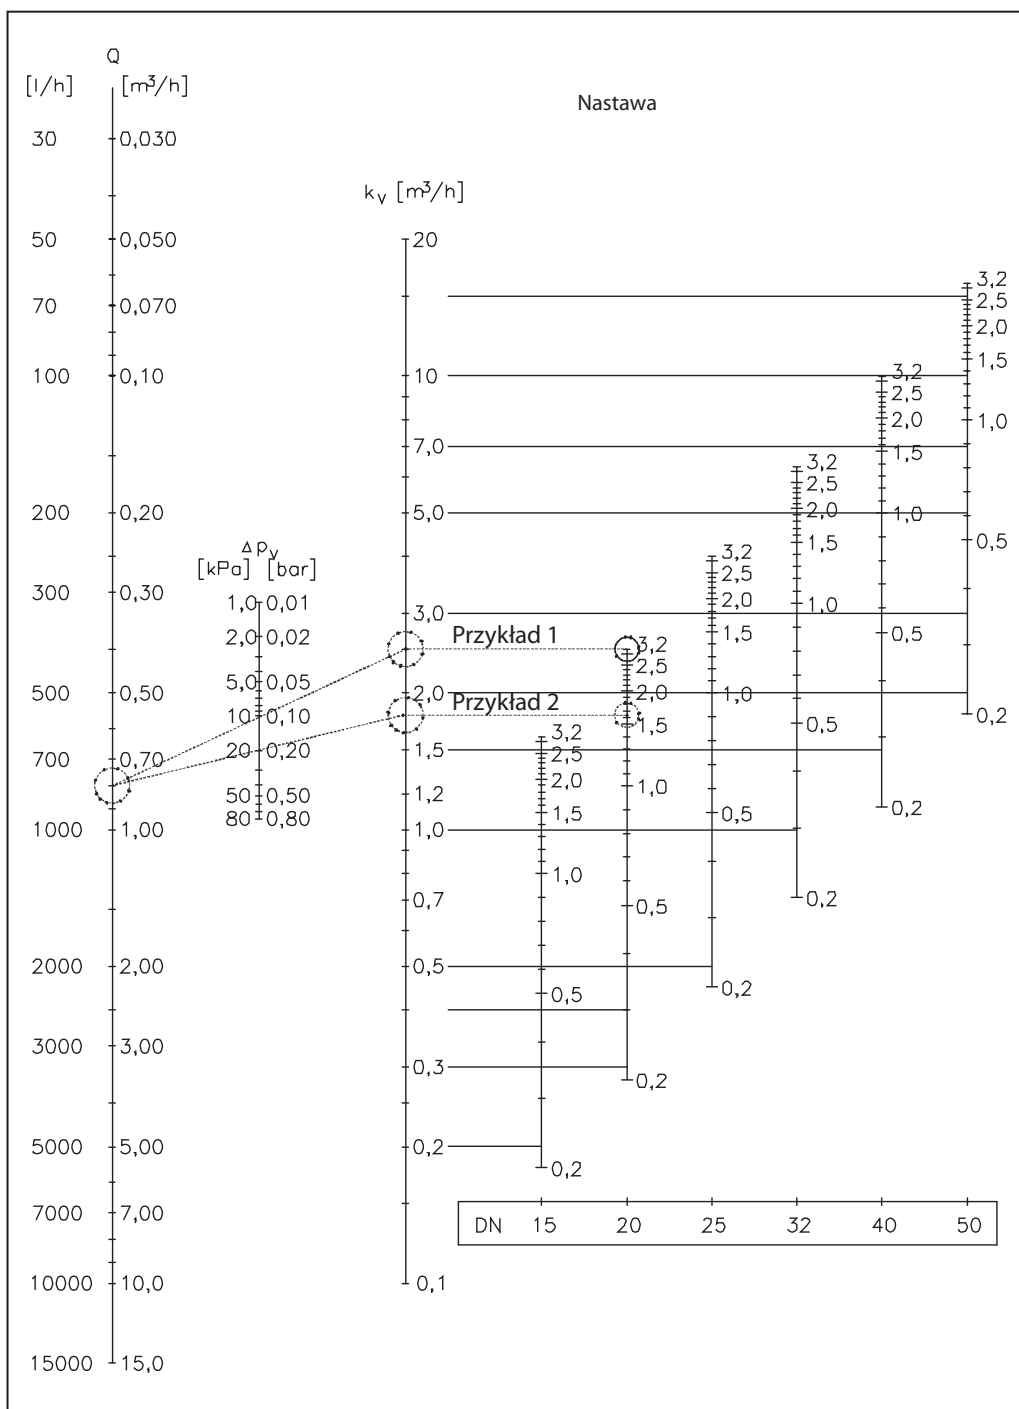 Q
[l/h] [m³/h]
Nastawa
30 0,030
k_v [m³/h]
50 0,050 20
3,2
70 0,070 2,5
2,0
1,5
100 0,10 10 3,2
2,5
2,0 1,0
7,0 1,5
3,2
2,5
200 0,20 5,0 2,0 1,0
1,5 0,5
Δp_v
[kPa] [bar] 3,2
2,5
300 0,30 1,0 0,01 2,0 1,0
3,0
2,0 0,02 Przykład 1 1,5 0,5
3,2
2,5
5,0 0,05
500 0,50 2,0 2,0 1,0
Przykład 2
10 0,10 0,2
1,5 0,5
3,2
20 0,20 1,5
700 0,70 2,5
2,0 1,0
50 0,50 1,2
0,2
80 0,80 1,5 0,5
1000 1,00 1,0
1,0
0,7 0,5 0,2
2000 2,00 0,5
0,5 0,2
3000 3,00
0,3 0,2
5000 5,00 0,2
0,2
7000 7,00
DN 15 20 25 32 40 50
10000 10,0 0,1
15000 15,0